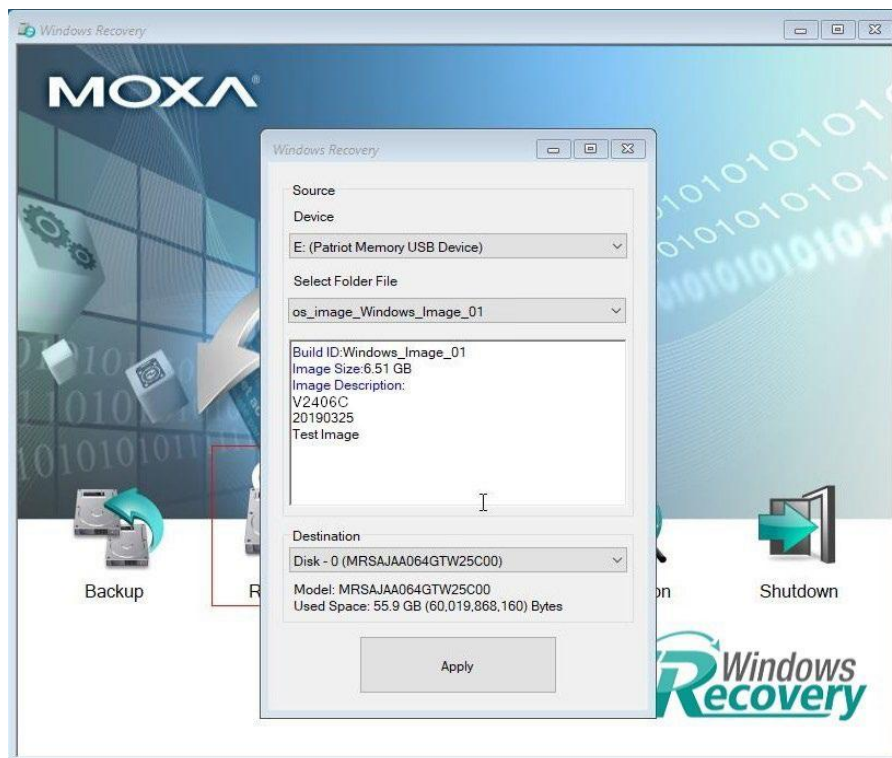 Windows Recovery
MOXA®
Windows Recovery
Source
Device
E: (Patriot Memory USB Device)
Select Folder File
os_image_Windows_Image_01
Build ID:Windows_Image_01
Image Size:6.51 GB
Image Description:
V2406C
20190325
Test Image
Destination
Disk - 0 (MRSAJAA064GTW25C00)
Model: MRSAJAA064GTW25C00
Used Space: 55.9 GB (60,019,868,160) Bytes
Apply
Backup
Shutdown
Windows
Recovery